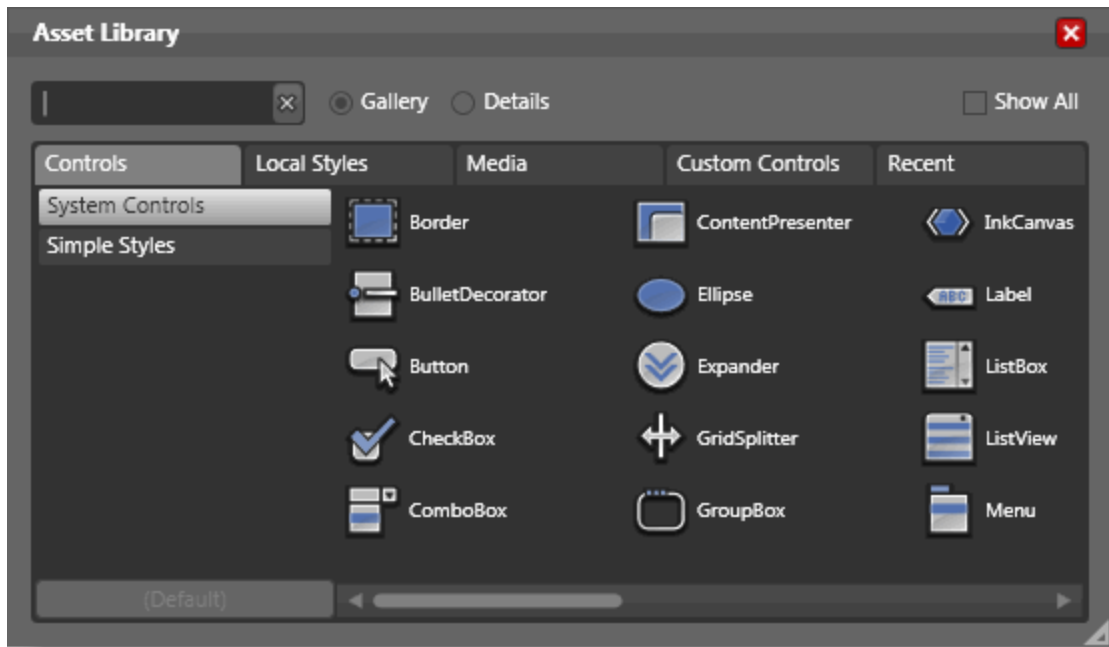 Asset Library
Gallery Details Show All
Controls Local Styles Media Custom Controls Recent
System Controls
Simple Styles
Border ContentPresenter InkCanvas
BulletDecorator Ellipse ABC Label
Button Expander ListBox
CheckBox GridSplitter ListView
ComboBox GroupBox Menu
(Default)